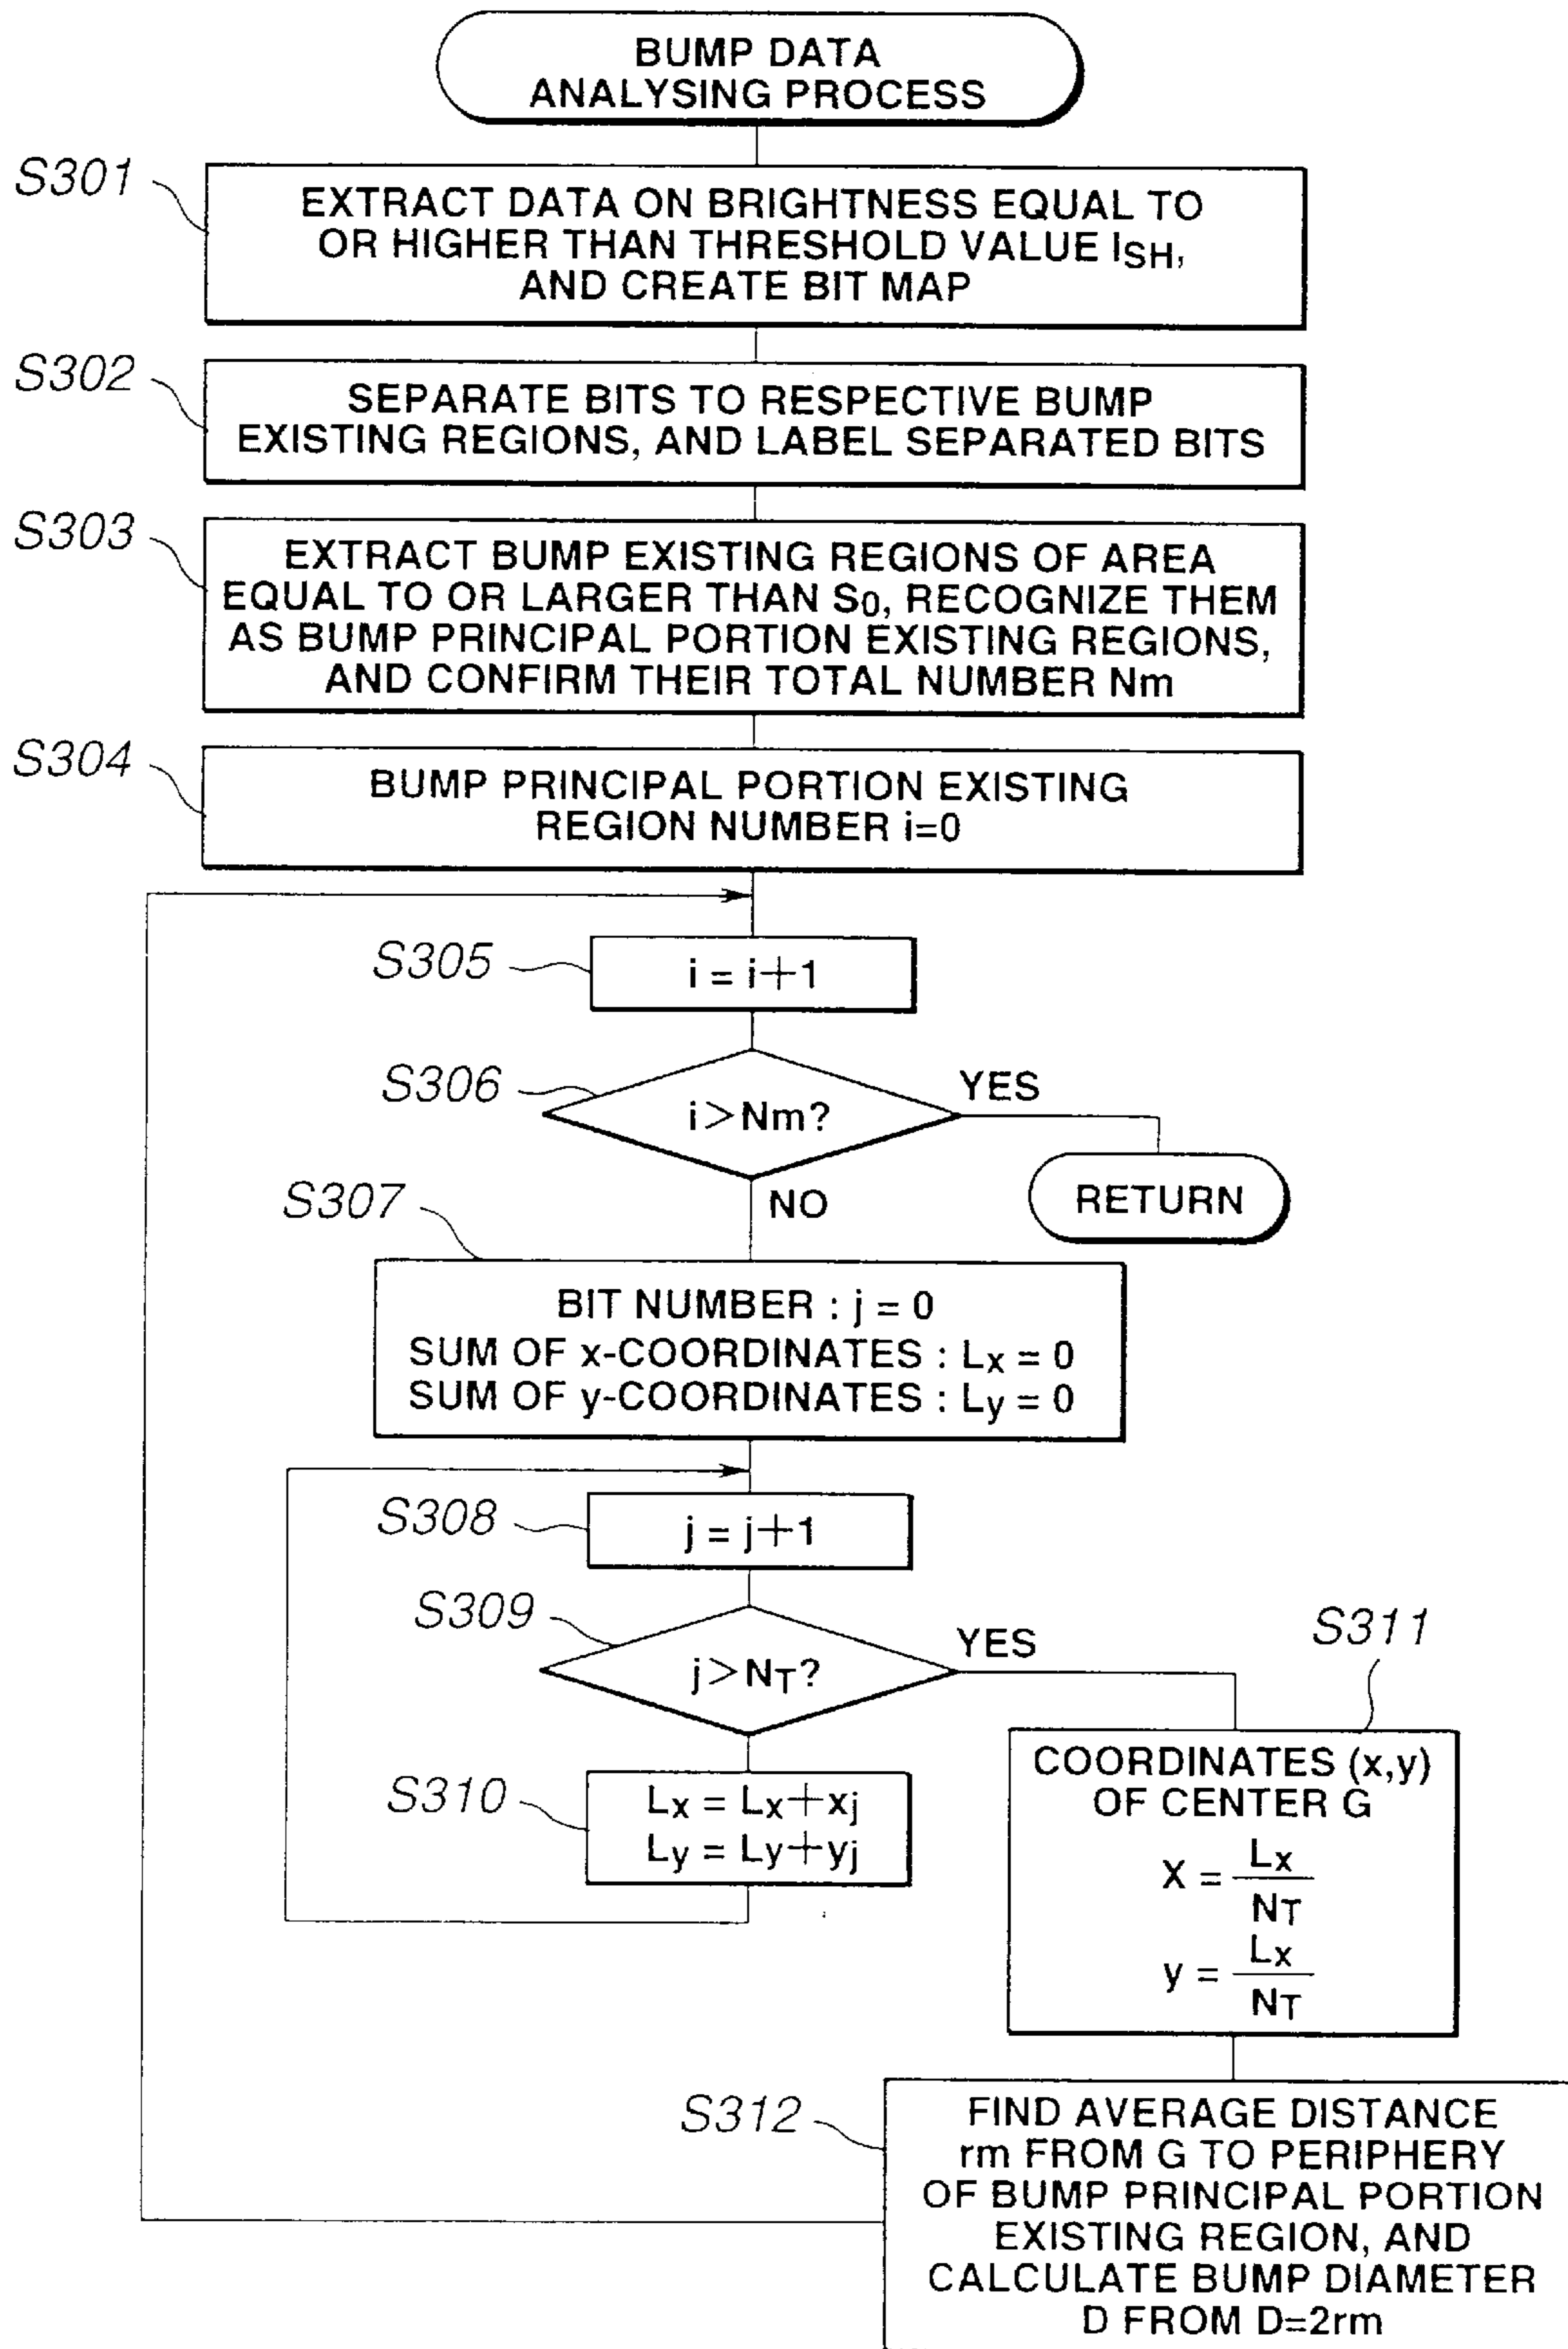 BUMP DATA
ANALYSING PROCESS
S301
EXTRACT DATA ON BRIGHTNESS EQUAL TO
OR HIGHER THAN THRESHOLD VALUE ISH,
AND CREATE BIT MAP
S302
SEPARATE BITS TO RESPECTIVE BUMP
EXISTING REGIONS, AND LABEL SEPARATED BITS
S303
EXTRACT BUMP EXISTING REGIONS OF AREA
EQUAL TO OR LARGER THAN S0, RECOGNIZE THEM
AS BUMP PRINCIPAL PORTION EXISTING REGIONS,
AND CONFIRM THEIR TOTAL NUMBER Nm
S304
BUMP PRINCIPAL PORTION EXISTING
REGION NUMBER i=0
S305
i = i+1
S306
i>Nm?
YES
RETURN
NO
S307
BIT NUMBER : j = 0
SUM OF x-COORDINATES : Lx = 0
SUM OF y-COORDINATES : Ly = 0
S308
j = j+1
S309
j>NT?
YES
S310
Lx = Lx+xj
Ly = Ly+yj
S311
COORDINATES (x,y)
OF CENTER G
X = Lx
NT
y = Lx
NT
S312
FIND AVERAGE DISTANCE
rm FROM G TO PERIPHERY
OF BUMP PRINCIPAL PORTION
EXISTING REGION, AND
CALCULATE BUMP DIAMETER
D FROM D=2rm